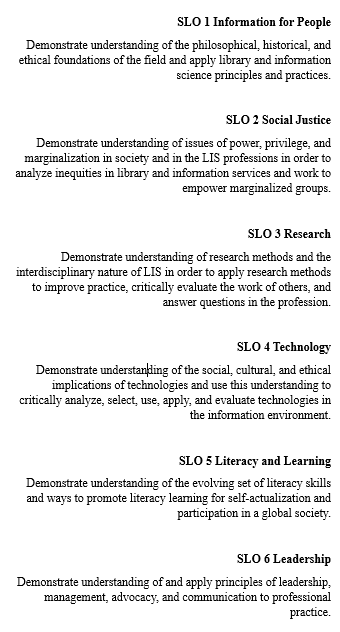 SLO 1 Information for People
Demonstrate understanding of the philosophical, historical, and
ethical foundations of the field and apply library and information
science principles and practices.
SLO 2 Social Justice
Demonstrate understanding of issues of power, privilege, and
marginalization in society and in the LIS professions in order to
analyze inequities in library and information services and work to
empower marginalized groups.
SLO 3 Research
Demonstrate understanding of research methods and the
interdisciplinary nature of LIS in order to apply research methods
to improve practice, critically evaluate the work of others, and
answer questions in the profession.
SLO 4 Technology
Demonstrate understanding of the social, cultural, and ethical
implications of technologies and use this understanding to
critically analyze, select, use, apply, and evaluate technologies in
the information environment.
SLO 5 Literacy and Learning
Demonstrate understanding of the evolving set of literacy skills
and ways to promote literacy learning for self-actualization and
participation in a global society.
SLO 6 Leadership
Demonstrate understanding of and apply principles of leadership,
management, advocacy, and communication to professional
practice.